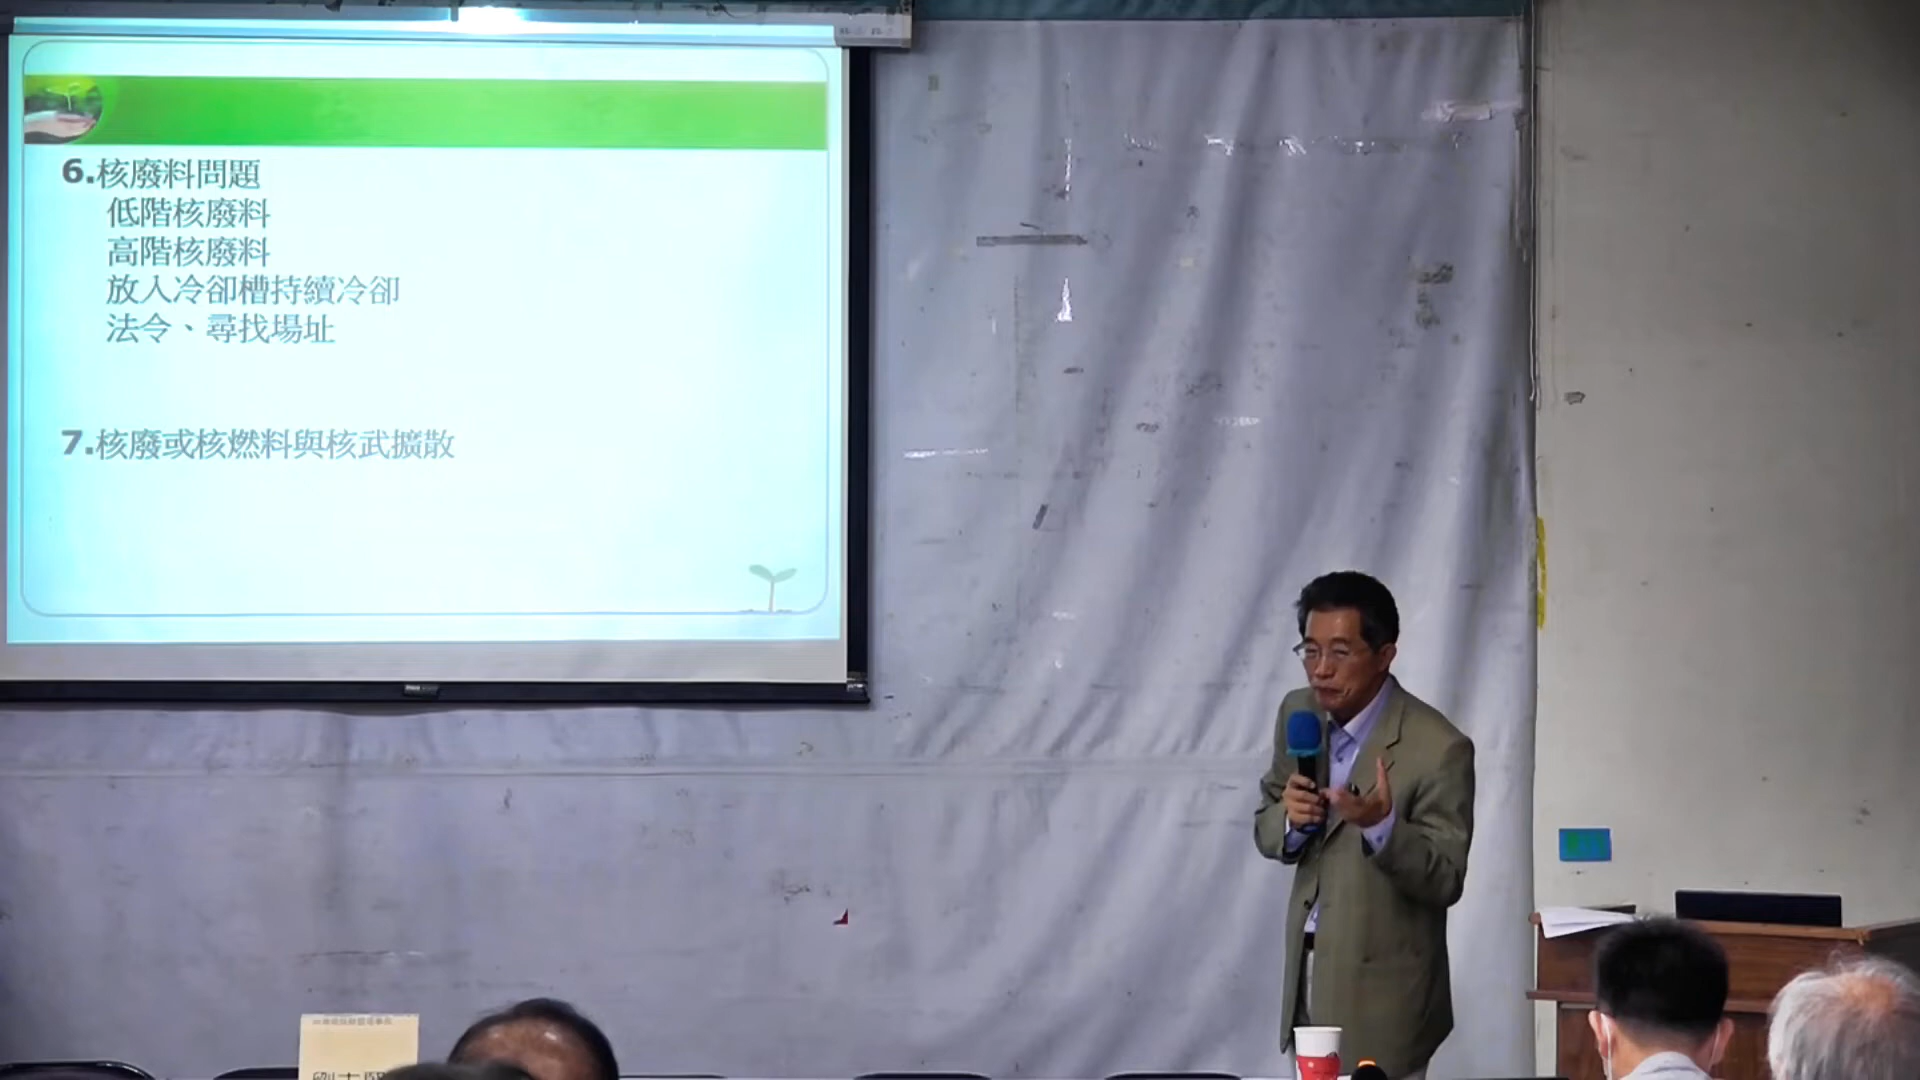 6.核廢料問題
低階核廢料
高階核廢料
放入冷卻槽持續冷卻
法令、尋找場址
7.核廢或核燃料與核武擴散